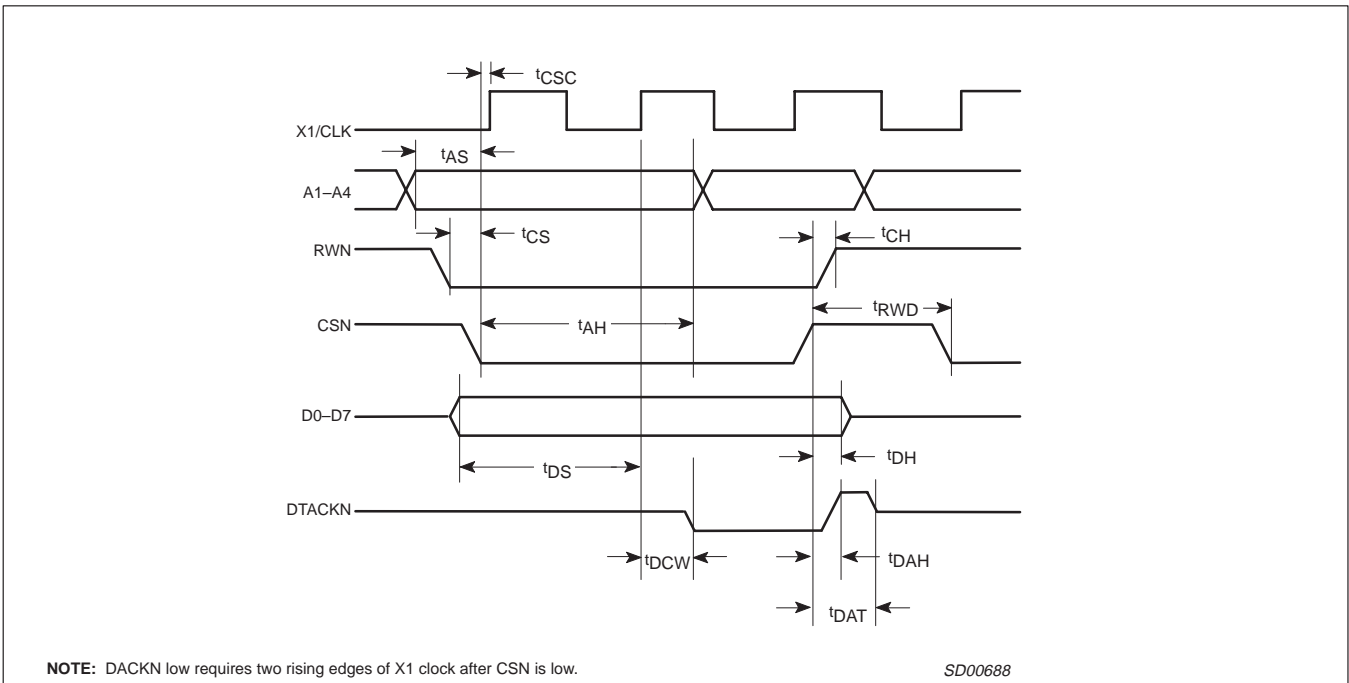 tCSC
X1/CLK
tAS
A1–A4
tCS
tCH
RWN
tRWD
CSN
tAH
D0–D7
tDH
tDS
DTACKN
tDCW
tDAH
tDAT
NOTE: DACKN low requires two rising edges of X1 clock after CSN is low.
SD00688